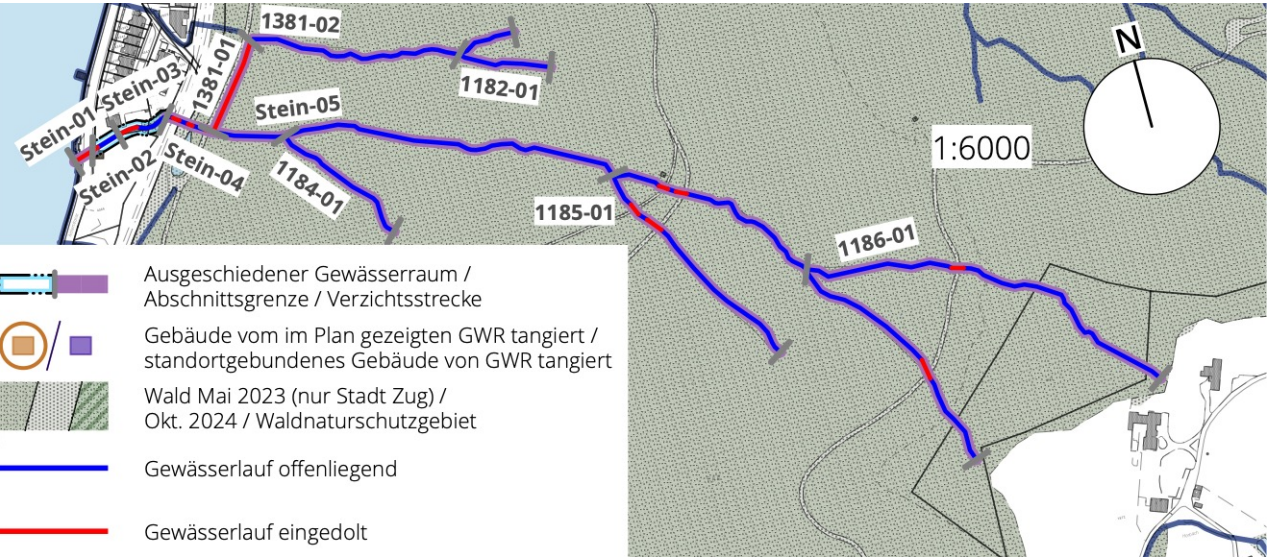 1381-02
1381-01
1182-01
Stein-03
Stein-01
Stein-05
Stein-02
Stein-04
1184-01
1185-01
1186-01
N
1:6000
Ausgeschiedener Gewässerraum /
Abschnittsgrenze / Verzichtsstrecke
Gebäude vom im Plan gezeigten GWR tangiert /
standortgebundenes Gebäude von GWR tangiert
Wald Mai 2023 (nur Stadt Zug) /
Okt. 2024 / Waldnaturschutzgebiet
Gewässerlauf offenliegend
Gewässerlauf eingedolt